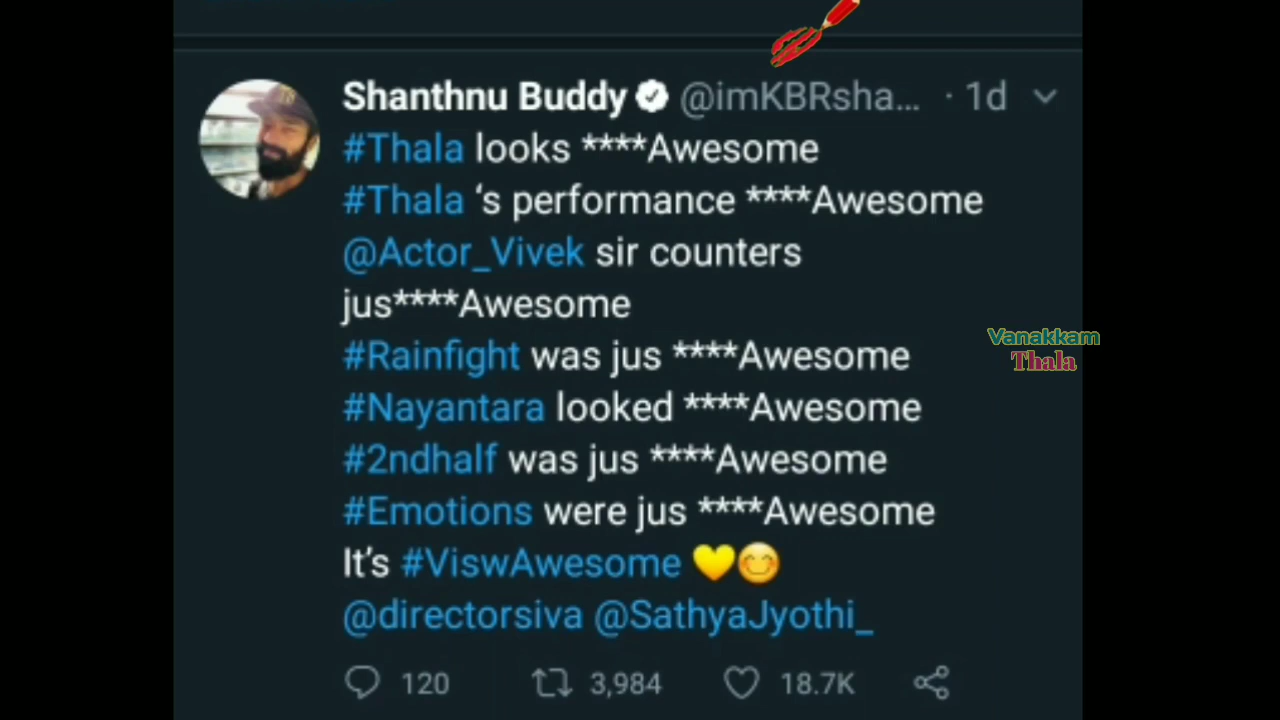 Shanthnu Buddy @imKBRsha... · 1d
#Thala looks ****Awesome
#Thala ‘s performance ****Awesome
@Actor_Vivek sir counters
jus****Awesome
#Rainfight was jus ****Awesome
#Nayantara looked ****Awesome
#2ndhalf was jus ****Awesome
#Emotions were jus ****Awesome
It’s #ViswAwesome 💛😊
@directorsiva @SathyaJyothi_
120 3,984 18.7K
Vanakkam
Thala